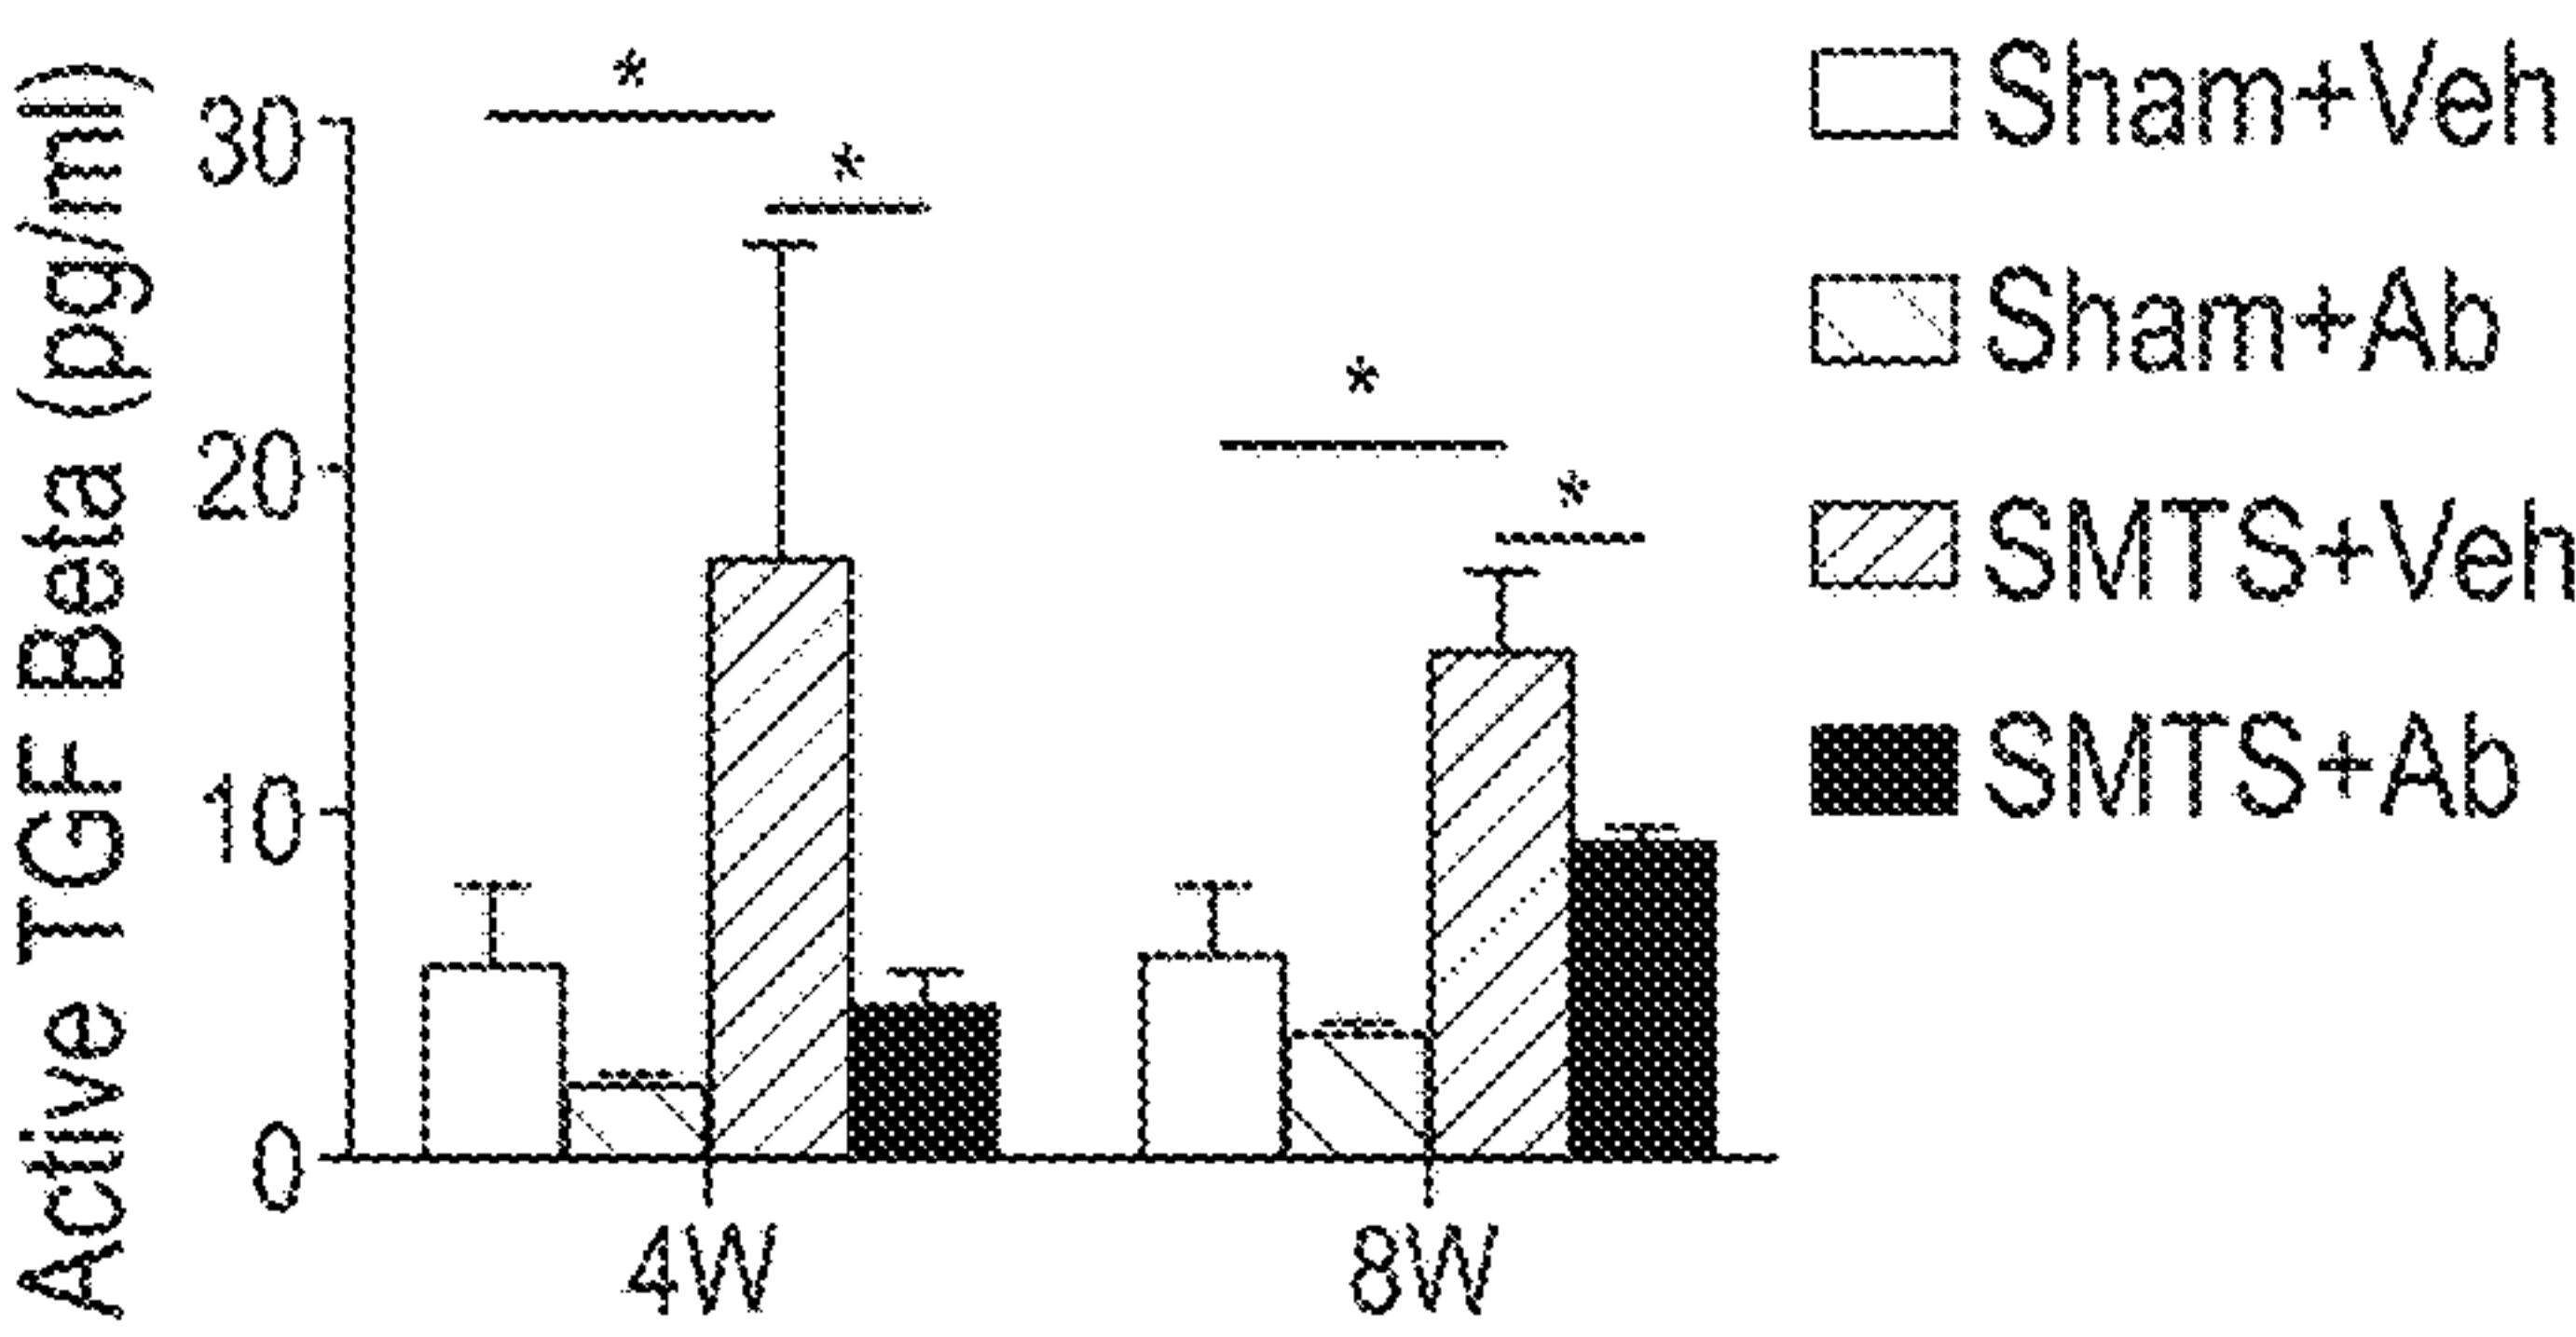 Active TGF Beta (pg/ml)
30
20
10
0
*
*
*
*
4W
8W
Sham+Veh
Sham+Ab
SMTS+Veh
SMTS+Ab